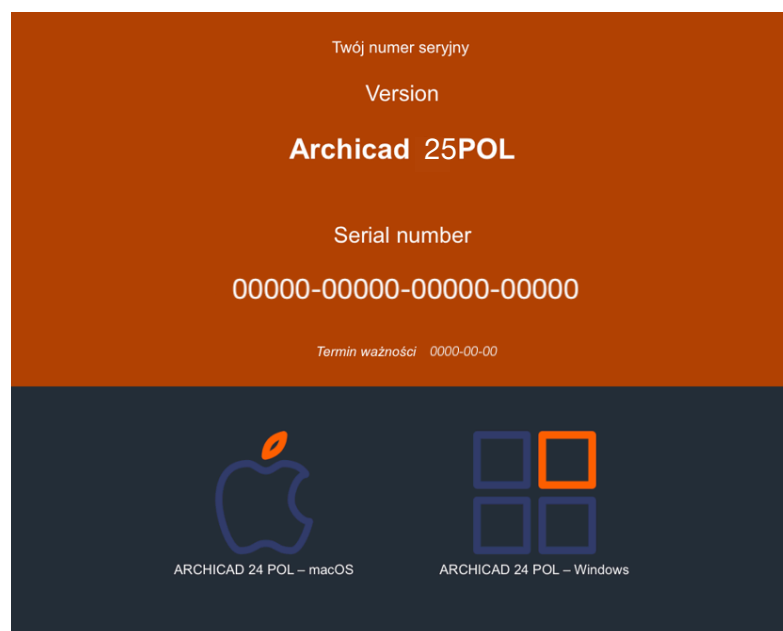 Twój numer seryjny
Version
Archicad 25POL
Serial number
00000-00000-00000-00000
Termin ważności 0000-00-00
ARCHICAD 24 POL – macOS
ARCHICAD 24 POL – Windows